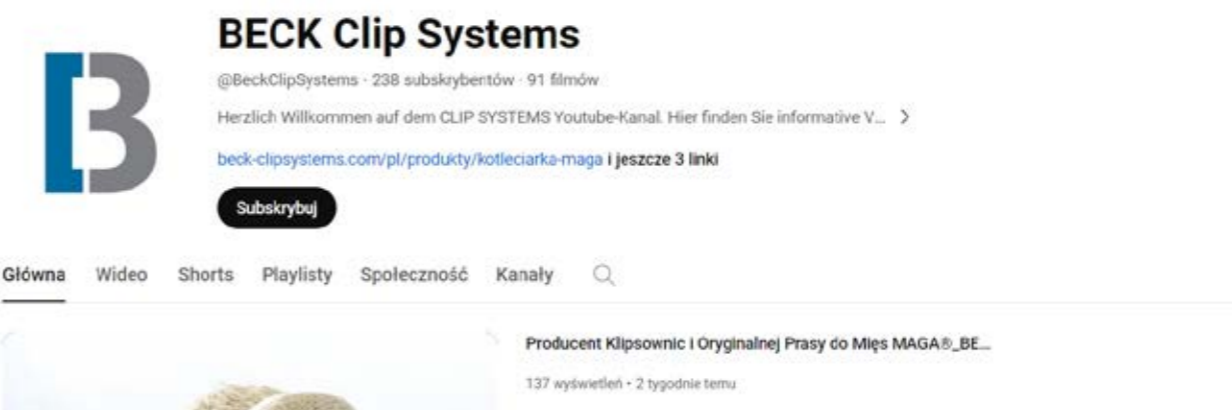 BECK Clip Systems
@BeckClipSystems · 238 subskrybentów · 91 filmów
Herzlich Willkommen auf dem CLIP SYSTEMS Youtube-Kanal. Hier finden Sie informative V...
beck-clipsystems.com/pl/produkty/kotleciarka-maga i jeszcze 3 linki
Subskrybuj
Główna Wideo Shorts Playlisty Społeczność Kanały
Producent Klipsownic i Oryginalnej Prasy do Mięs MAGA®_BE...
137 wyświetleń • 2 tygodnie temu